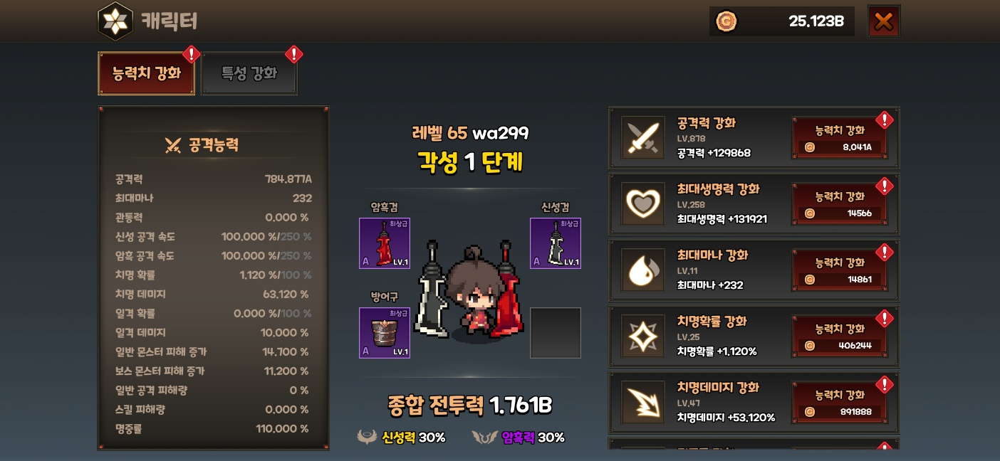 캐릭터
25.123B
능력치 강화
특성 강화
공격능력
공격력 784.877A
최대마나 232
관통력 0.000 %
신성 공격 속도 100.000 %/250 %
암흑 공격 속도 100.000 %/250 %
치명 확률 1.120 %/100 %
치명 데미지 63.120 %
일격 확률 0.000 %/100 %
일격 데미지 10.000 %
일반 몬스터 피해 증가 14.700 %
보스 몬스터 피해 증가 11.200 %
일반 공격 피해량 0 %
스킬 피해량 0.000 %
명중률 110.000 %
레벨 65 wa299
각성 1 단계
암흑검
최상급
A LV.1
신성검
최상급
A LV.1
방어구
최상급
A LV.1
종합 전투력 1.761B
신성력 30% 암흑력 30%
공격력 강화
LV.878
공격력 +129868
능력치 강화
8.041A
최대생명력 강화
LV.258
최대생명력 +131921
능력치 강화
14566
최대마나 강화
LV.11
최대마나 +232
능력치 강화
14861
치명확률 강화
LV.25
치명확률 +1.120%
능력치 강화
406244
치명데미지 강화
LV.47
치명데미지 +53.120%
능력치 강화
891888